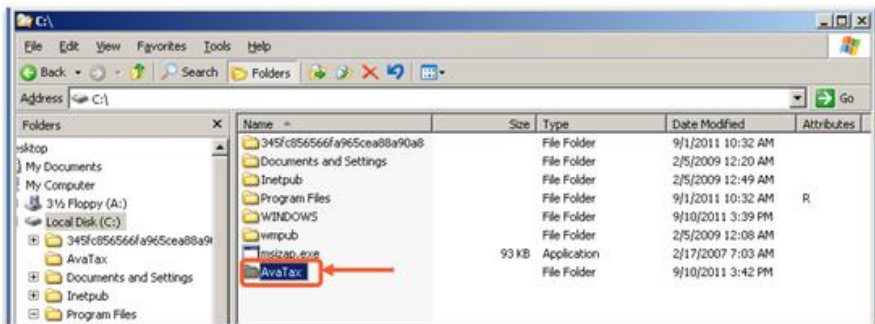 C:\
File Edit View Favorites Tools Help
Back Search Folders
Address C:\ Go
Folders
Name Size Type Date Modified Attributes
sktop
My Documents
My Computer
3½ Floppy (A:)
Local Disk (C:)
345fc856566fa965cea88a9
AvaTax
Documents and Settings
Inetpub
Program Files
345fc856566fa965cea88a90a8 File Folder 9/1/2011 10:32 AM
Documents and Settings File Folder 2/5/2009 12:20 AM
Inetpub File Folder 2/5/2009 12:49 AM
Program Files File Folder 9/1/2011 10:32 AM R
WINDOWS File Folder 9/10/2011 3:39 PM
wmpub File Folder 2/5/2009 12:08 AM
msizap.exe 93 KB Application 2/17/2007 7:03 AM
AvaTax File Folder 9/10/2011 3:42 PM